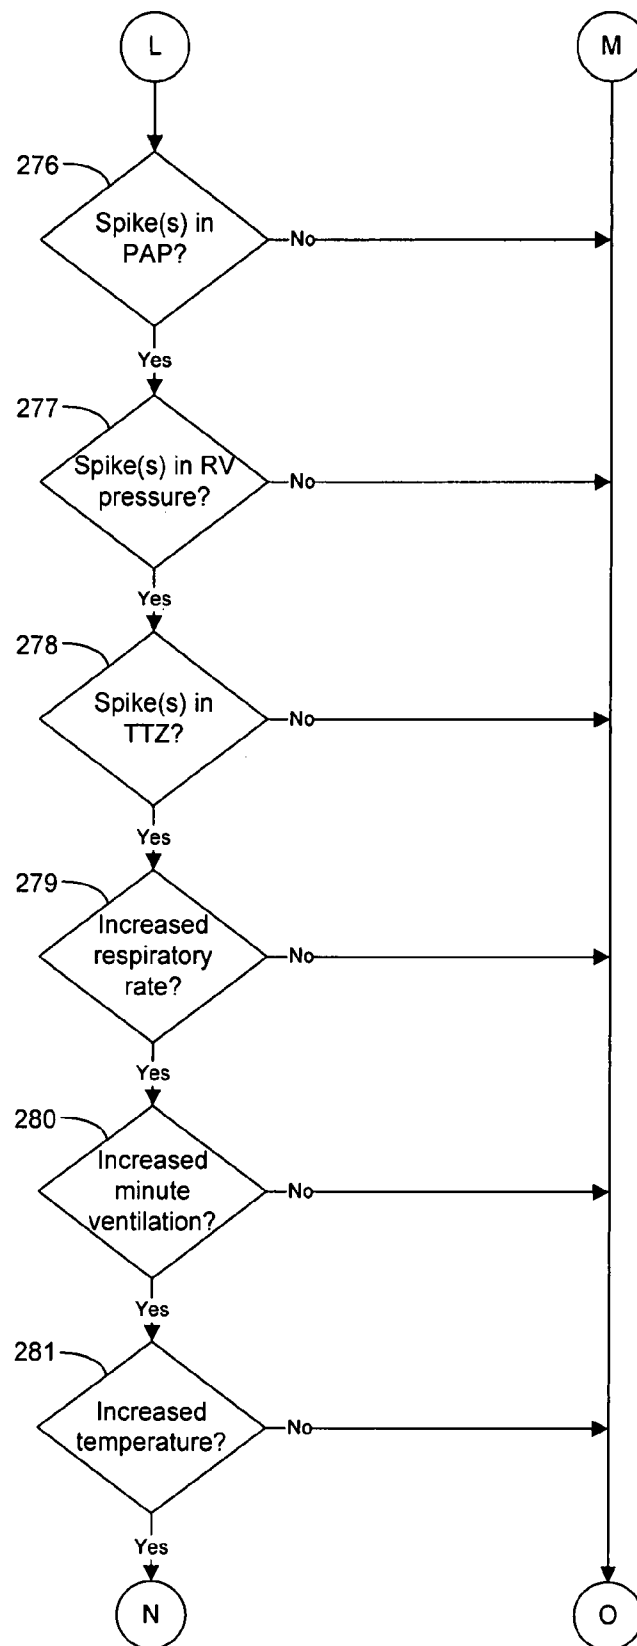 L
M
276
Spike(s) in
PAP?
No
Yes
277
Spike(s) in RV
pressure?
No
Yes
278
Spike(s) in
TTZ?
No
Yes
279
Increased
respiratory
rate?
No
Yes
280
Increased
minute
ventilation?
No
Yes
281
Increased
temperature?
No
Yes
N
O